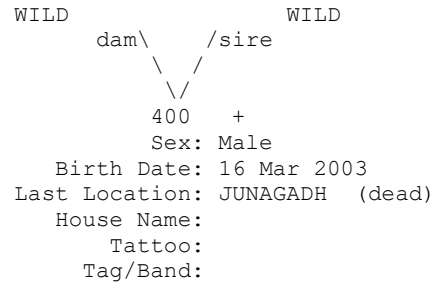 WILD                    WILD
      dam\     /sire
          \  /
           \/
         400   +
         Sex: Male
   Birth Date: 16 Mar 2003
Last Location: JUNAGADH  (dead)
   House Name:
       Tattoo:
     Tag/Band: